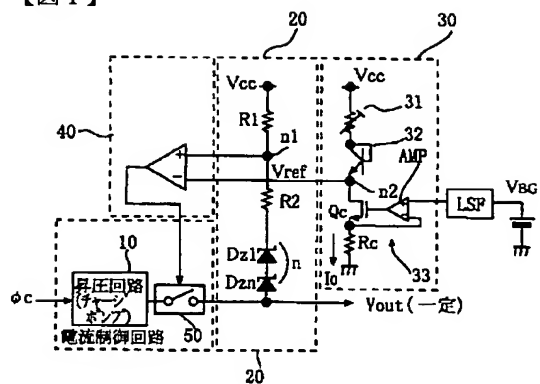 【図1】
20
30
40
Vcc
Vcc
R1
31
n1
32
AMP
+
−
Vref
n2
VBG
R2
Qc
LSF
Dz1
n
Rc
Dzn
Io
33
10
φc
昇圧回路
(チャージ
ポンプ)
50
Vout(一定)
電流制御回路
20